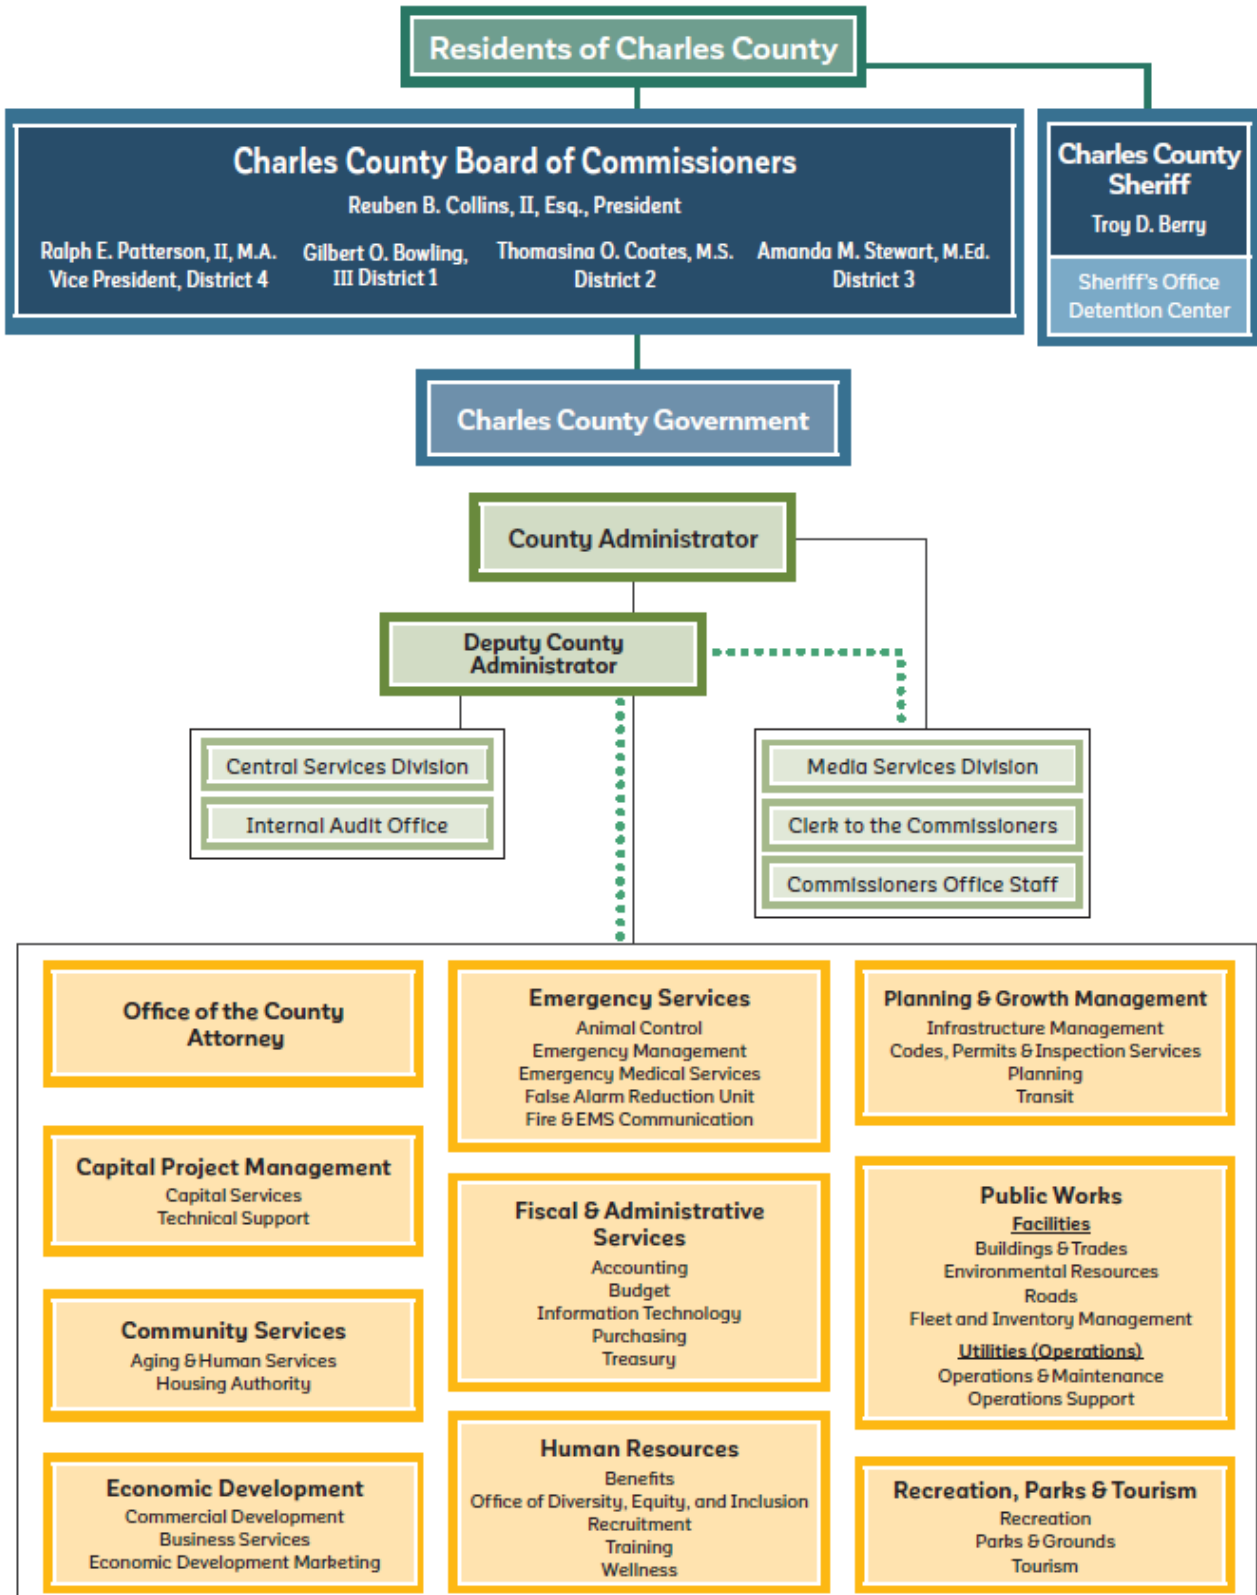 Residents of Charles County
Charles County Board of Commissioners
Reuben B. Collins, II, Esq., President
Ralph E. Patterson, II, M.A.
Vice President, District 4
Gilbert O. Bowling,
III District 1
Thomasina O. Coates, M.S.
District 2
Amanda M. Stewart, M.Ed.
District 3
Charles County
Sheriff
Troy D. Berry
Sheriff's Office
Detention Center
Charles County Government
County Administrator
Deputy County
Administrator
Central Services Division
Internal Audit Office
Media Services Division
Clerk to the Commissioners
Commissioners Office Staff
Office of the County
Attorney
Capital Project Management
Capital Services
Technical Support
Community Services
Aging & Human Services
Housing Authority
Economic Development
Commercial Development
Business Services
Economic Development Marketing
Emergency Services
Animal Control
Emergency Management
Emergency Medical Services
False Alarm Reduction Unit
Fire & EMS Communication
Fiscal & Administrative
Services
Accounting
Budget
Information Technology
Purchasing
Treasury
Human Resources
Benefits
Office of Diversity, Equity, and Inclusion
Recruitment
Training
Wellness
Planning & Growth Management
Infrastructure Management
Codes, Permits & Inspection Services
Planning
Transit
Public Works
Facilities
Buildings & Trades
Environmental Resources
Roads
Fleet and Inventory Management
Utilities (Operations)
Operations & Maintenance
Operations Support
Recreation, Parks & Tourism
Recreation
Parks & Grounds
Tourism